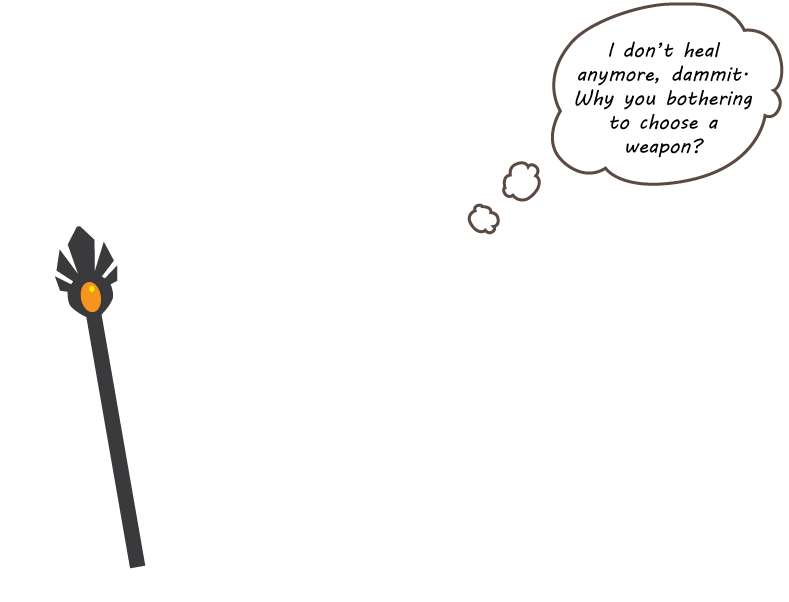 I don't heal
anymore, dammit.
Why you bothering
to choose a
weapon?